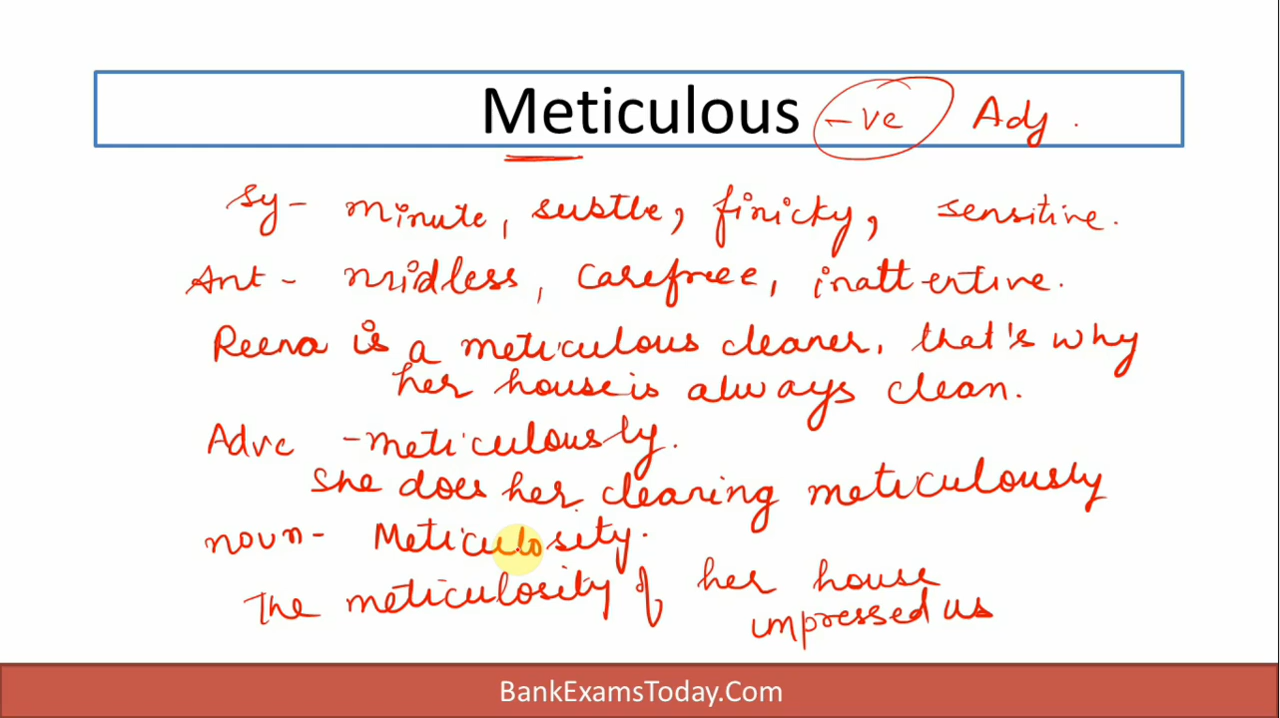 Meticulous -ve Adj.
Sy- minute, subtle, finicky, sensitive.
Ant - midless, carefree, inattentive.
Reena is a meticulous cleaner, that's why
her house is always clean.
Adve -meticulously.
She does her cleaning meticulously
noun- Meticulosity.
The meticulosity of her house
impressed us
BankExamsToday.Com